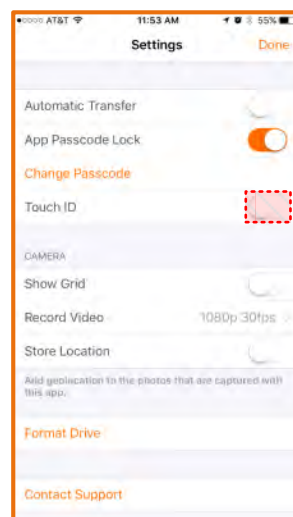 AT&T 11:53 AM 55%
Settings Done
Automatic Transfer
App Passcode Lock
Change Passcode
Touch ID
CAMERA
Show Grid
Record Video 1080p 30fps
Store Location
Add geolocation to the photos that are captured with
this app.
Format Drive
Contact Support